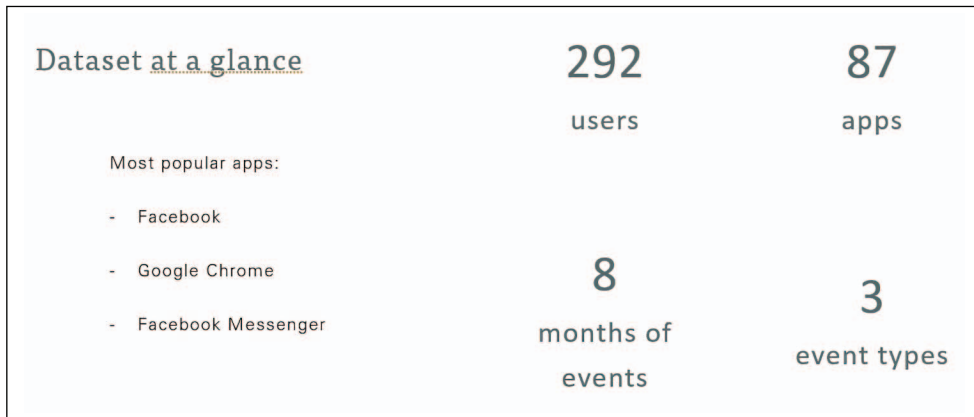 Dataset at a glance
Most popular apps:
- Facebook
- Google Chrome
- Facebook Messenger
292
users
87
apps
8
months of
events
3
event types